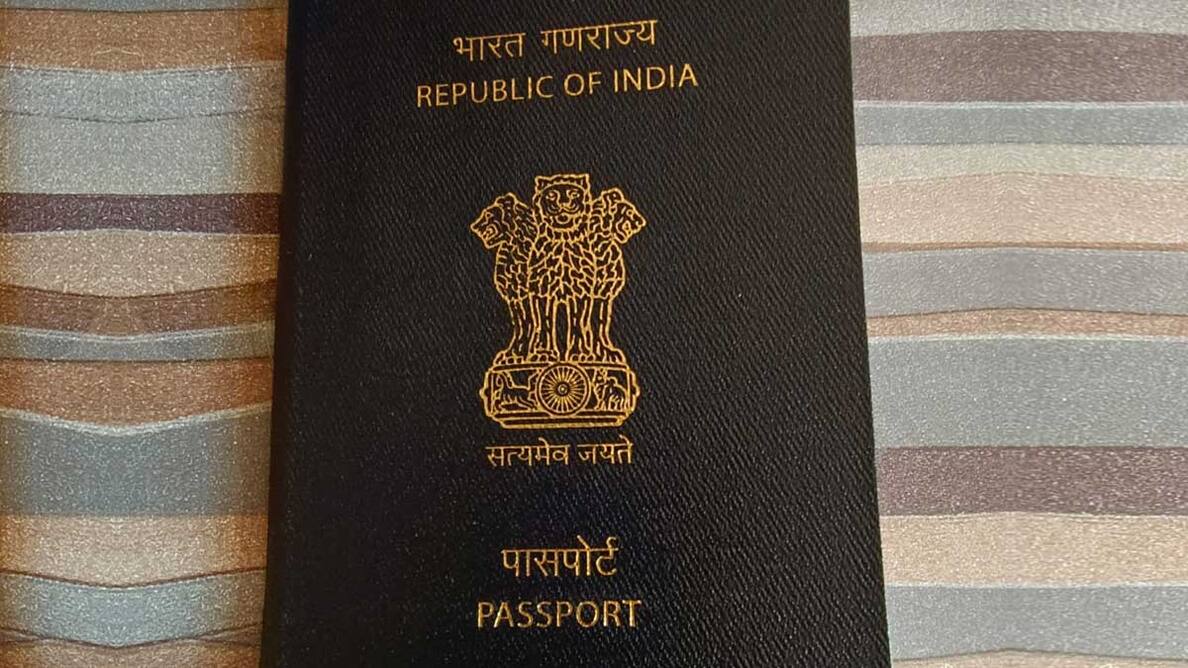 भारत गणराज्य
REPUBLIC OF INDIA
सत्यमेव जयते
पासपोर्ट
PASSPORT